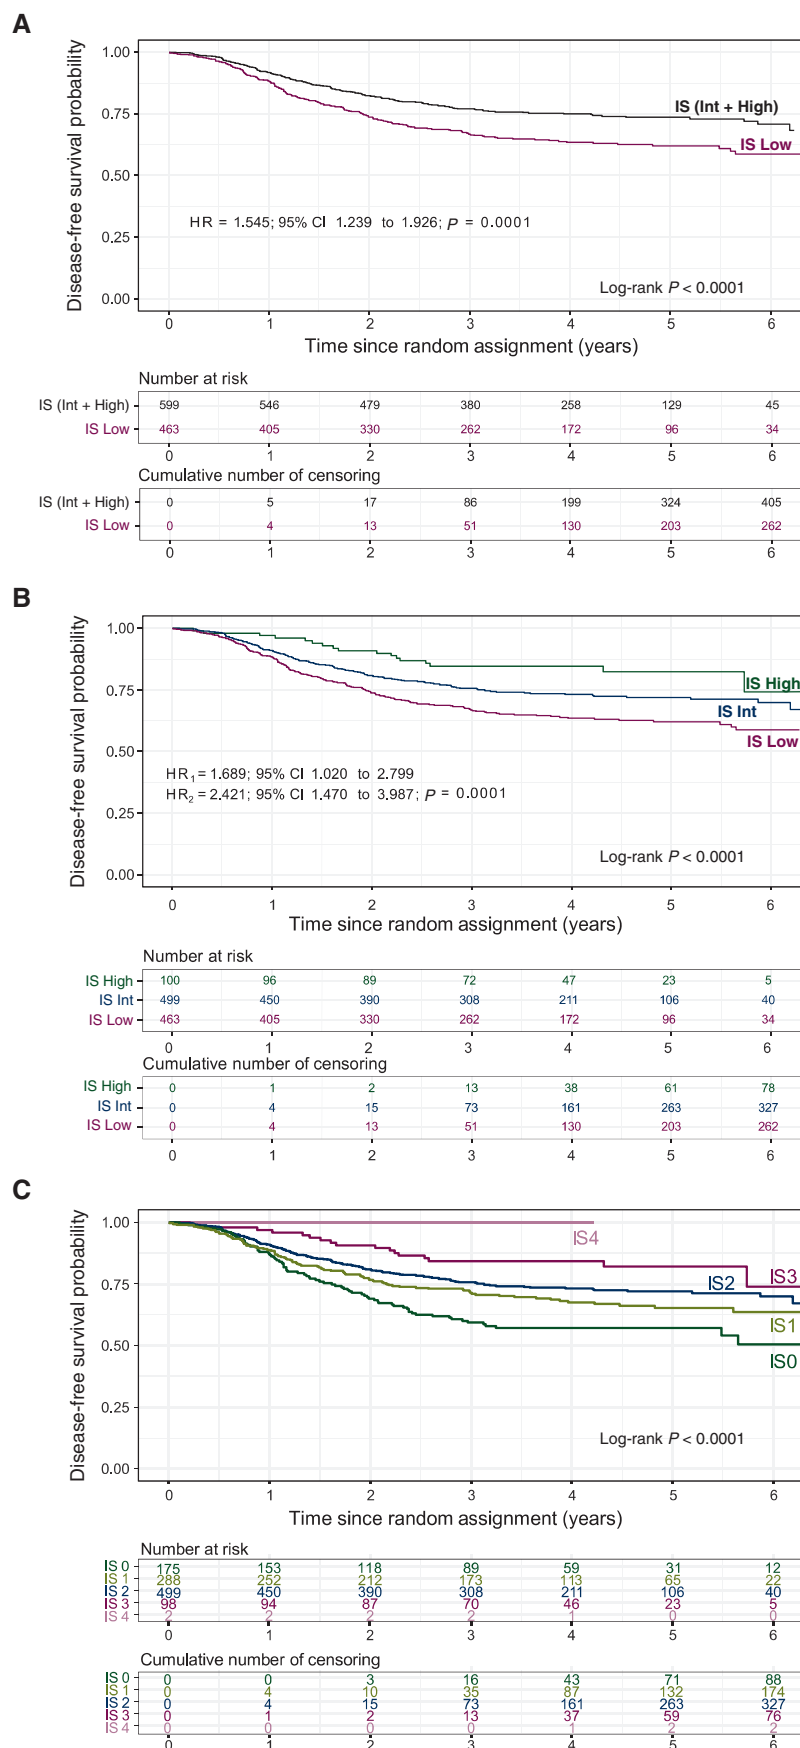 A
Disease-free survival probability
1.00
0.75
0.50
0.25
0.00
IS (Int + High)
IS Low
HR = 1.545; 95% CI 1.239 to 1.926; P = 0.0001
Log-rank P < 0.0001
0 1 2 3 4 5 6
Time since random assignment (years)
Number at risk
IS (Int + High) 599 546 479 380 258 129 45
IS Low 463 405 330 262 172 96 34
0 1 2 3 4 5 6
Cumulative number of censoring
IS (Int + High) 0 5 17 86 199 324 405
IS Low 0 4 13 51 130 203 262
0 1 2 3 4 5 6
B
Disease-free survival probability
1.00
0.75
0.50
0.25
0.00
IS High
IS Int
IS Low
HR1 = 1.689; 95% CI 1.020 to 2.799
HR2 = 2.421; 95% CI 1.470 to 3.987; P = 0.0001
Log-rank P < 0.0001
0 1 2 3 4 5 6
Time since random assignment (years)
Number at risk
IS High 100 96 89 72 47 23 5
IS Int 499 450 390 308 211 106 40
IS Low 463 405 330 262 172 96 34
0 1 2 3 4 5 6
Cumulative number of censoring
IS High 0 1 2 13 38 61 78
IS Int 0 4 15 73 161 263 327
IS Low 0 4 13 51 130 203 262
0 1 2 3 4 5 6
C
Disease-free survival probability
1.00
0.75
0.50
0.25
0.00
IS4
IS3
IS2
IS1
IS0
Log-rank P < 0.0001
0 1 2 3 4 5 6
Time since random assignment (years)
Number at risk
IS 0 175 153 118 89 59 31 12
IS 1 288 252 212 173 113 65 22
IS 2 499 450 390 308 211 106 40
IS 3 98 94 87 70 46 23 5
IS 4 2 2 2 2 1 0 0
0 1 2 3 4 5 6
Cumulative number of censoring
IS 0 0 0 3 16 43 71 88
IS 1 0 4 10 35 87 132 174
IS 2 0 4 15 73 161 263 327
IS 3 0 1 2 13 37 59 76
IS 4 0 0 0 0 1 2 2
0 1 2 3 4 5 6